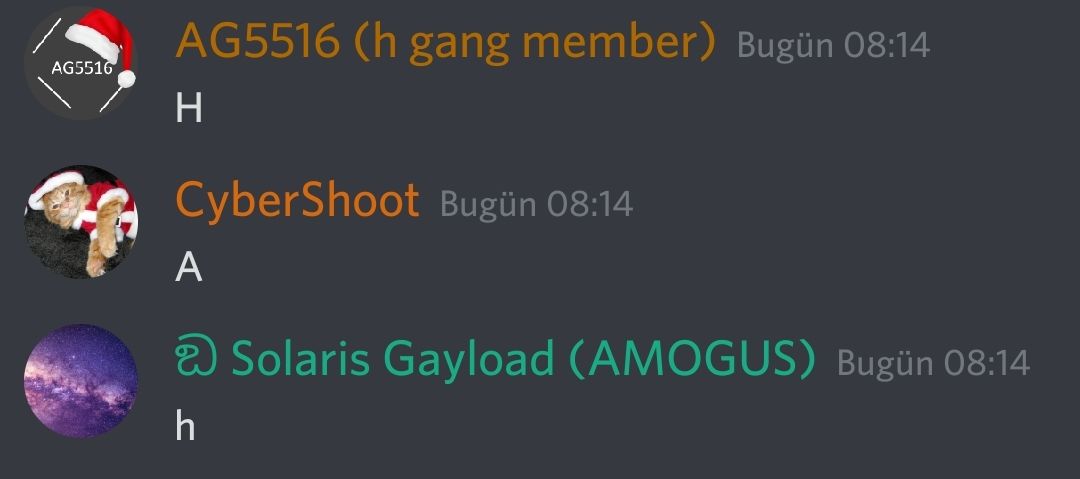 AG5516
AG5516 (h gang member) Bugün 08:14
H
CyberShoot Bugün 08:14
A
ඞ Solaris Gayload (AMOGUS) Bugün 08:14
h